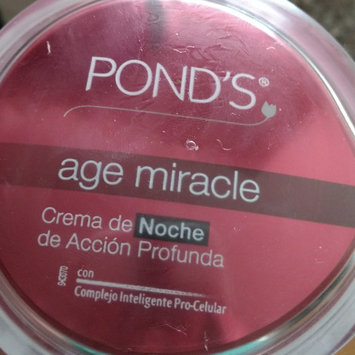 POND'S®
age miracle
Crema de Noche
de Acción Profunda
con
Complejo Inteligente Pro-Celular